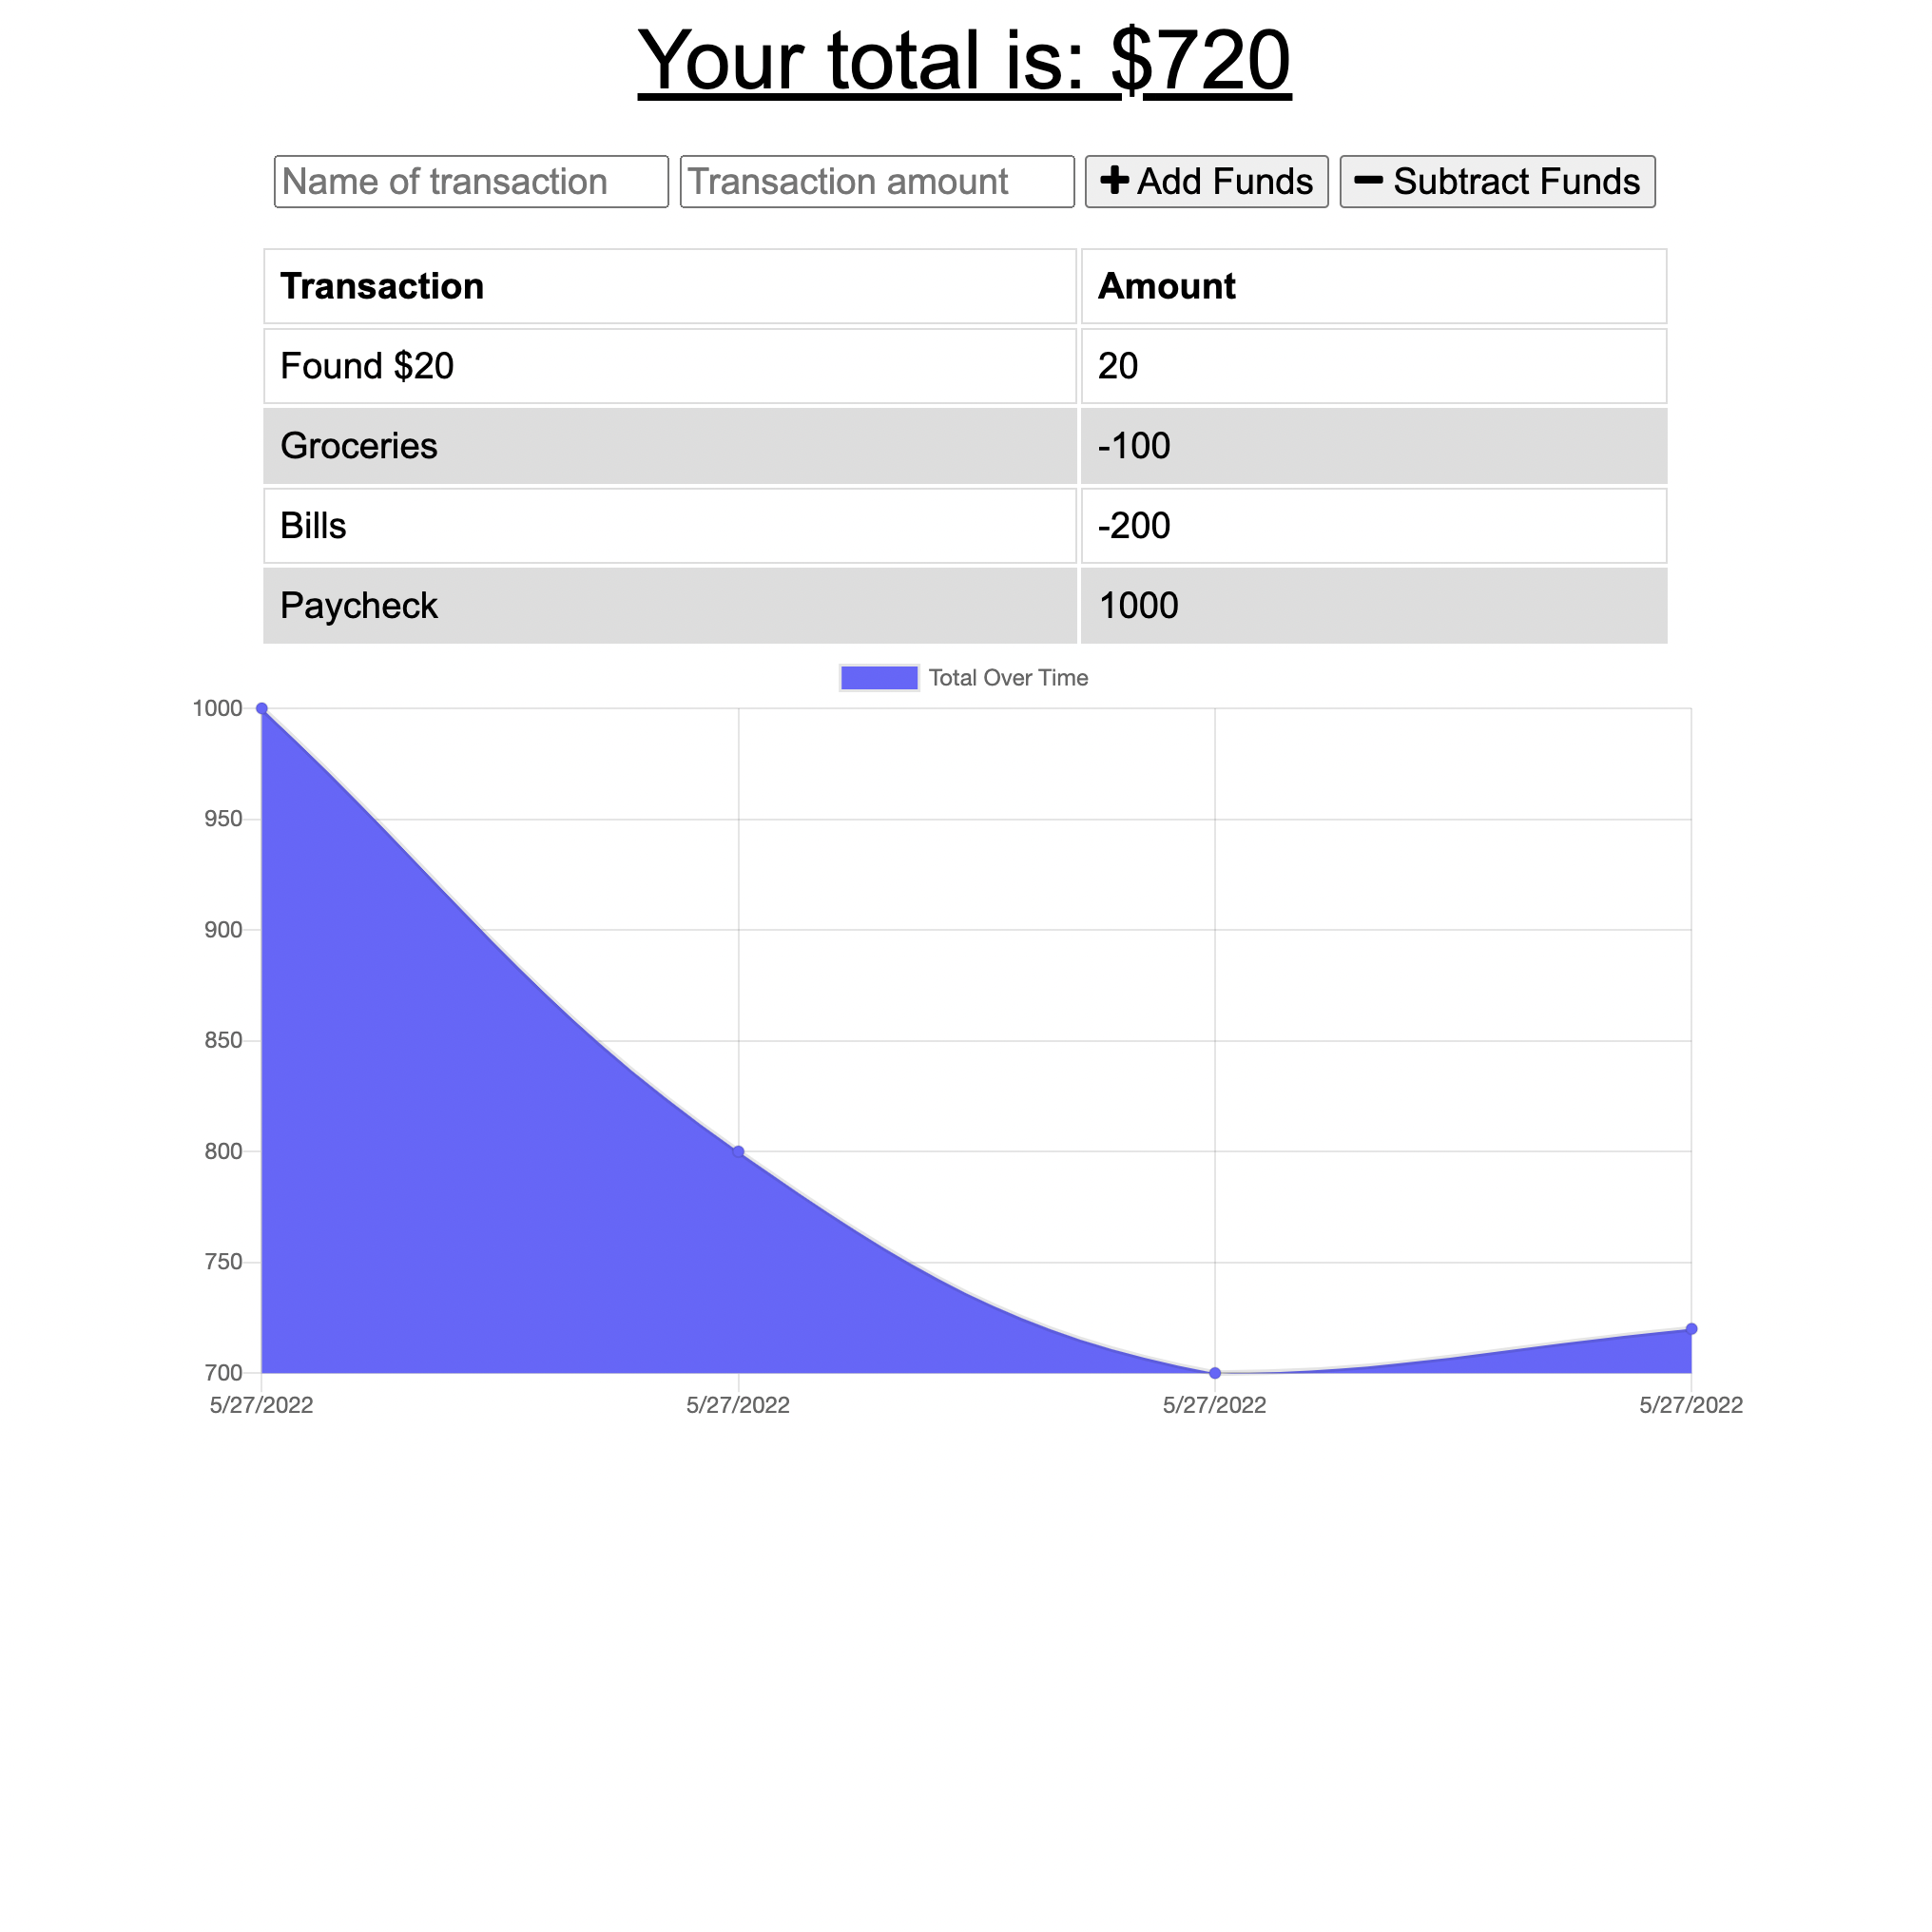 Your total is: $720
Name of transaction Transaction amount Add Funds Subtract Funds
Transaction Amount
Found $20 20
Groceries -100
Bills -200
Paycheck 1000
Total Over Time
1000
950
900
850
800
750
700
5/27/2022 5/27/2022 5/27/2022 5/27/2022